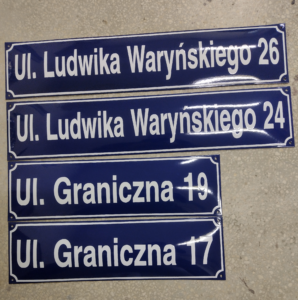 Ul. Ludwika Waryńskiego 26
Ul. Ludwika Waryńskiego 24
Ul. Graniczna 19
Ul. Graniczna 17